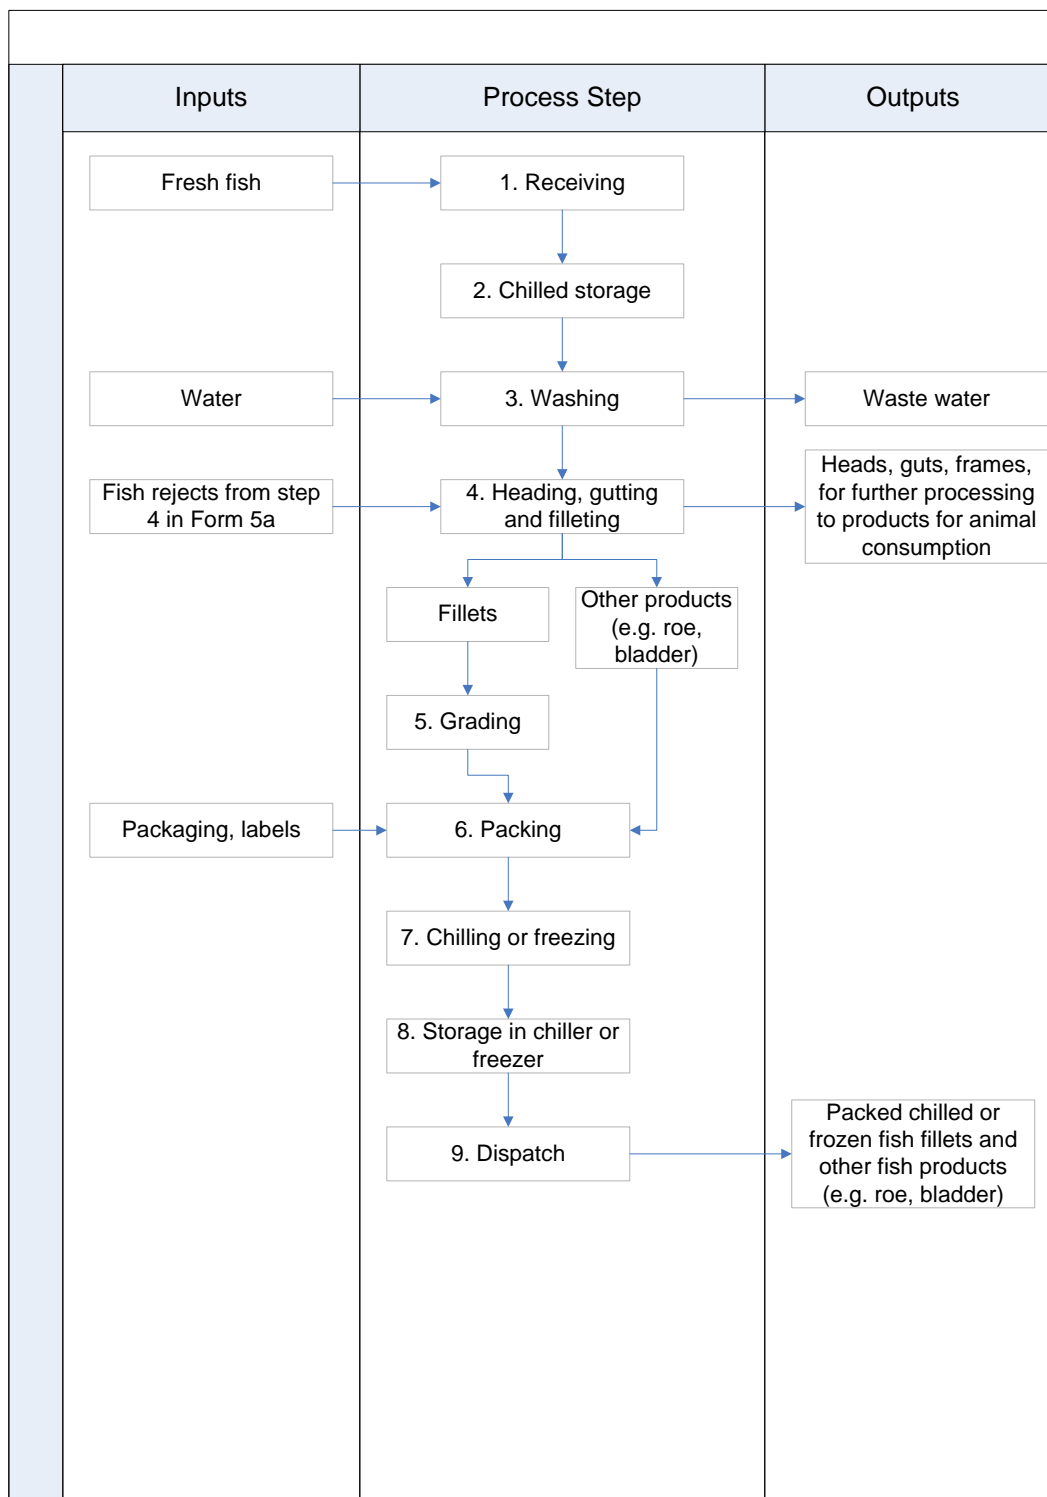 Inputs
Process Step
Outputs
Fresh fish
1. Receiving
2. Chilled storage
Water
3. Washing
Waste water
Fish rejects from step
4 in Form 5a
4. Heading, gutting
and filleting
Heads, guts, frames,
for further processing
to products for animal
consumption
Fillets
Other products
(e.g. roe,
bladder)
5. Grading
Packaging, labels
6. Packing
7. Chilling or freezing
8. Storage in chiller or
freezer
9. Dispatch
Packed chilled or
frozen fish fillets and
other fish products
(e.g. roe, bladder)